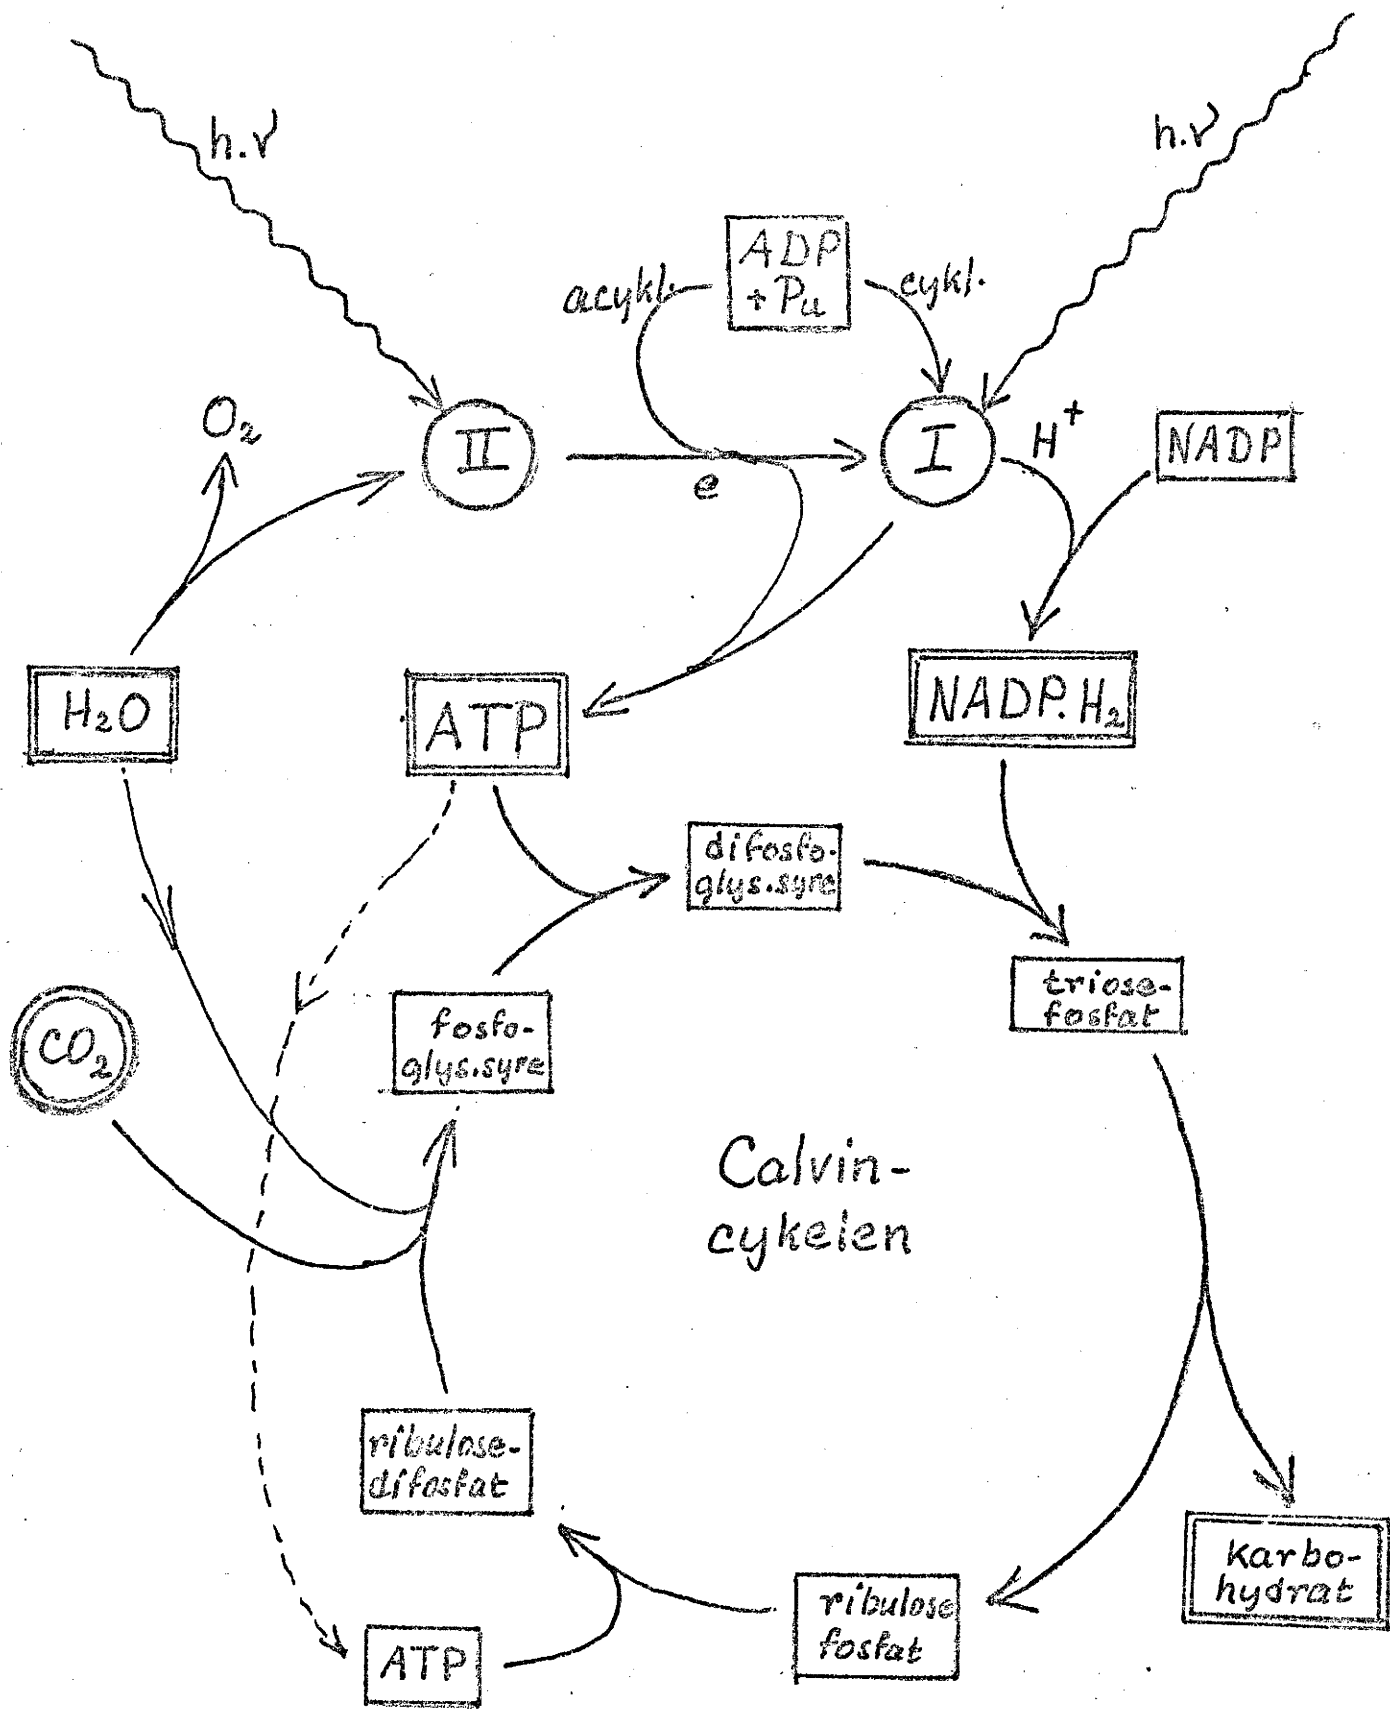 h.ν
h.ν
ADP
+ Pu
acykl.
cykl.
O₂
II
I
H⁺
NADP
e
H₂O
ATP
NADP.H₂
difosfo-
glys.syre
fosfo-
glys.syre
triose-
fosfat
CO₂
Calvin-
cykelen
ribulose-
difosfat
karbo-
hydrat
ribulose
fosfat
ATP